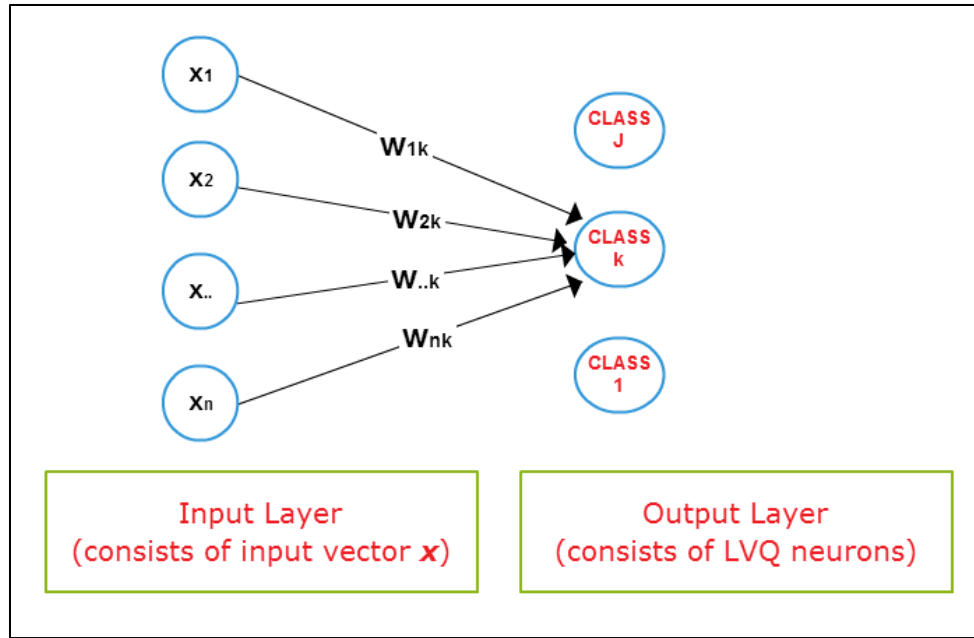 X1
X2
X..
Xn
W1k
W2k
W..k
Wnk
CLASS
J
CLASS
k
CLASS
1
Input Layer
(consists of input vector x)
Output Layer
(consists of LVQ neurons)